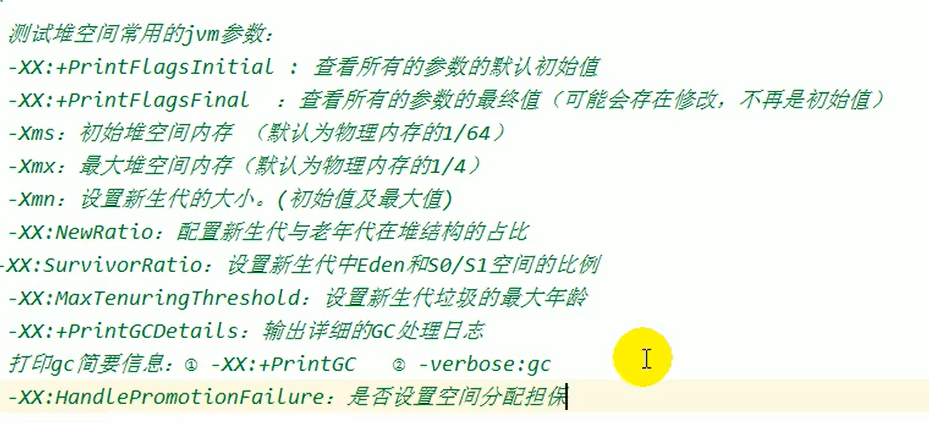 测试堆空间常用的jvm参数：
-XX:+PrintFlagsInitial : 查看所有的参数的默认初始值
-XX:+PrintFlagsFinal  ：查看所有的参数的最终值（可能会存在修改，不再是初始值）
-Xms：初始堆空间内存 （默认为物理内存的1/64）
-Xmx：最大堆空间内存（默认为物理内存的1/4）
-Xmn：设置新生代的大小。(初始值及最大值)
-XX:NewRatio：配置新生代与老年代在堆结构的占比
-XX:SurvivorRatio：设置新生代中Eden和S0/S1空间的比例
-XX:MaxTenuringThreshold：设置新生代垃圾的最大年龄
-XX:+PrintGCDetails：输出详细的GC处理日志
打印gc简要信息：① -XX:+PrintGC   ② -verbose:gc
-XX:HandlePromotionFailure：是否设置空间分配担保